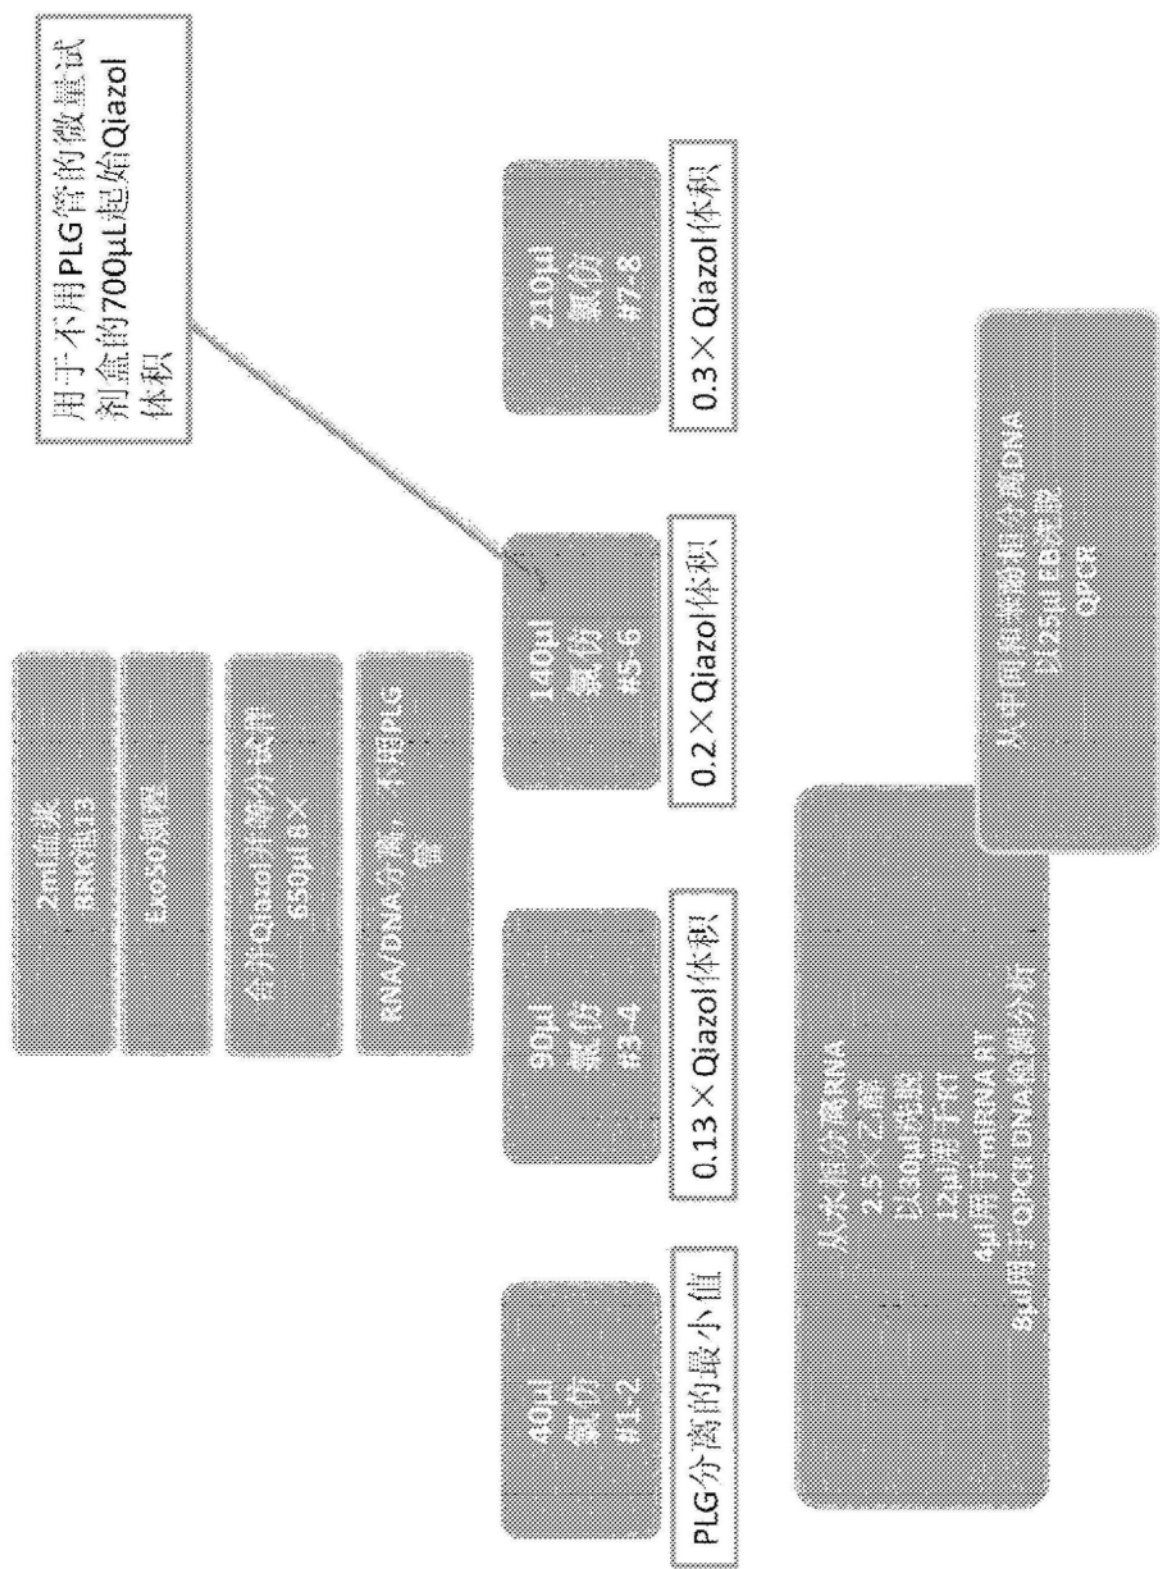 2ml血浆
BRK池13
Exo50规程
合并Qiazol并等分试样
650μl 8×
RNA/DNA分离，不用PLG
管
用于不用PLG管的微量试
剂盒的700μL起始Qiazol
体积
40μl
氯仿
#1-2
PLG分离的最小值
90μl
氯仿
#3-4
0.13×Qiazol体积
140μl
氯仿
#5-6
0.2×Qiazol体积
210μl
氯仿
#7-8
0.3×Qiazol体积
从水相分离RNA
2.5×乙醇
以30μl洗脱
12μl用于RT
4μl用于miRNA RT
8μl用于QPCR DNA检测分析
从中间相苯酚相分离DNA
以25μl EB洗脱
QPCR